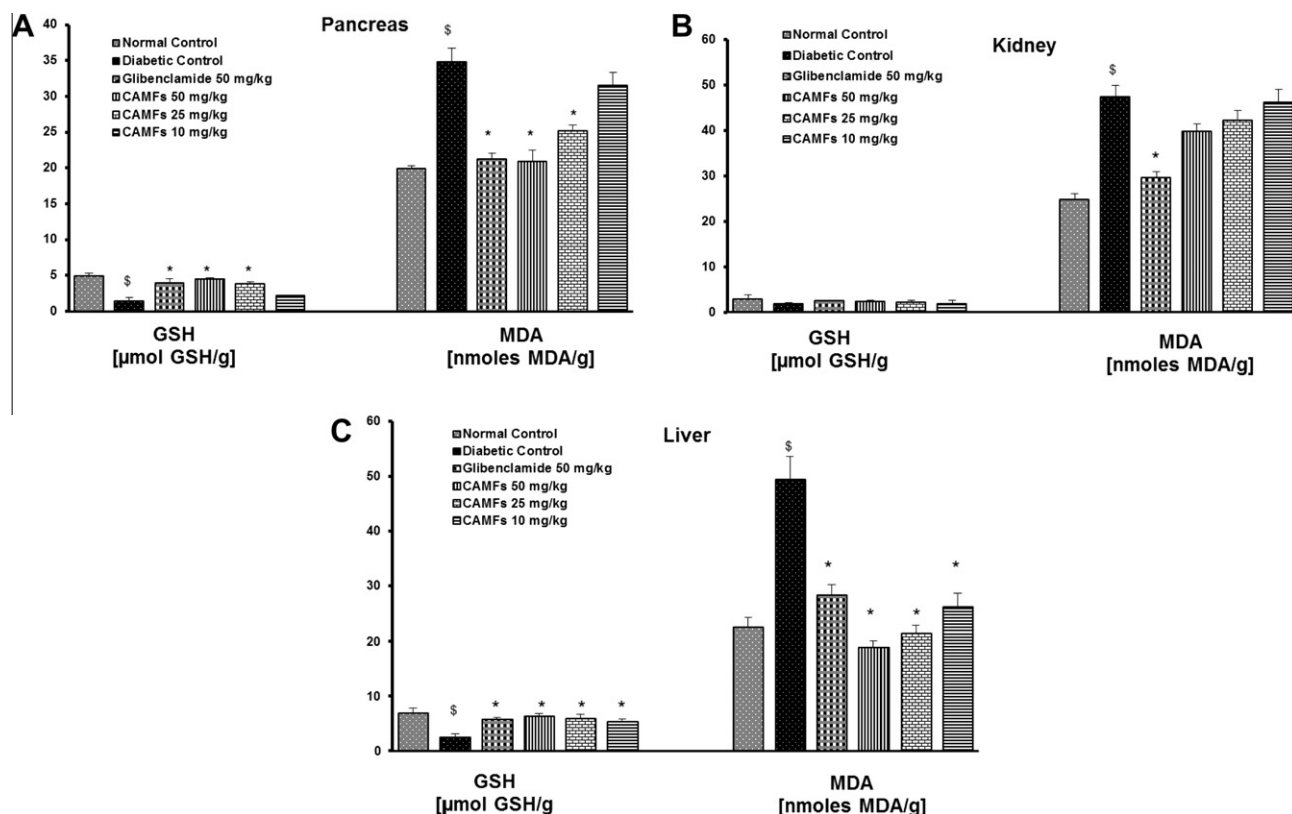 A
Pancreas
40
35
30
25
20
15
10
5
0
Normal Control
Diabetic Control
Glibenclamide 50 mg/kg
CAMFs 50 mg/kg
CAMFs 25 mg/kg
CAMFs 10 mg/kg
$
*
*
*
$
*
*
*
GSH
[µmol GSH/g]
MDA
[nmoles MDA/g]
B
Kidney
60
50
40
30
20
10
0
Normal Control
Diabetic Control
Glibenclamide 50 mg/kg
CAMFs 50 mg/kg
CAMFs 25 mg/kg
CAMFs 10 mg/kg
$
*
GSH
[µmol GSH/g
MDA
[nmoles MDA/g]
C
Liver
60
50
40
30
20
10
0
Normal Control
Diabetic Control
Glibenclamide 50 mg/kg
CAMFs 50 mg/kg
CAMFs 25 mg/kg
CAMFs 10 mg/kg
$
*
*
*
*
$
*
*
*
*
GSH
[µmol GSH/g
MDA
[nmoles MDA/g]